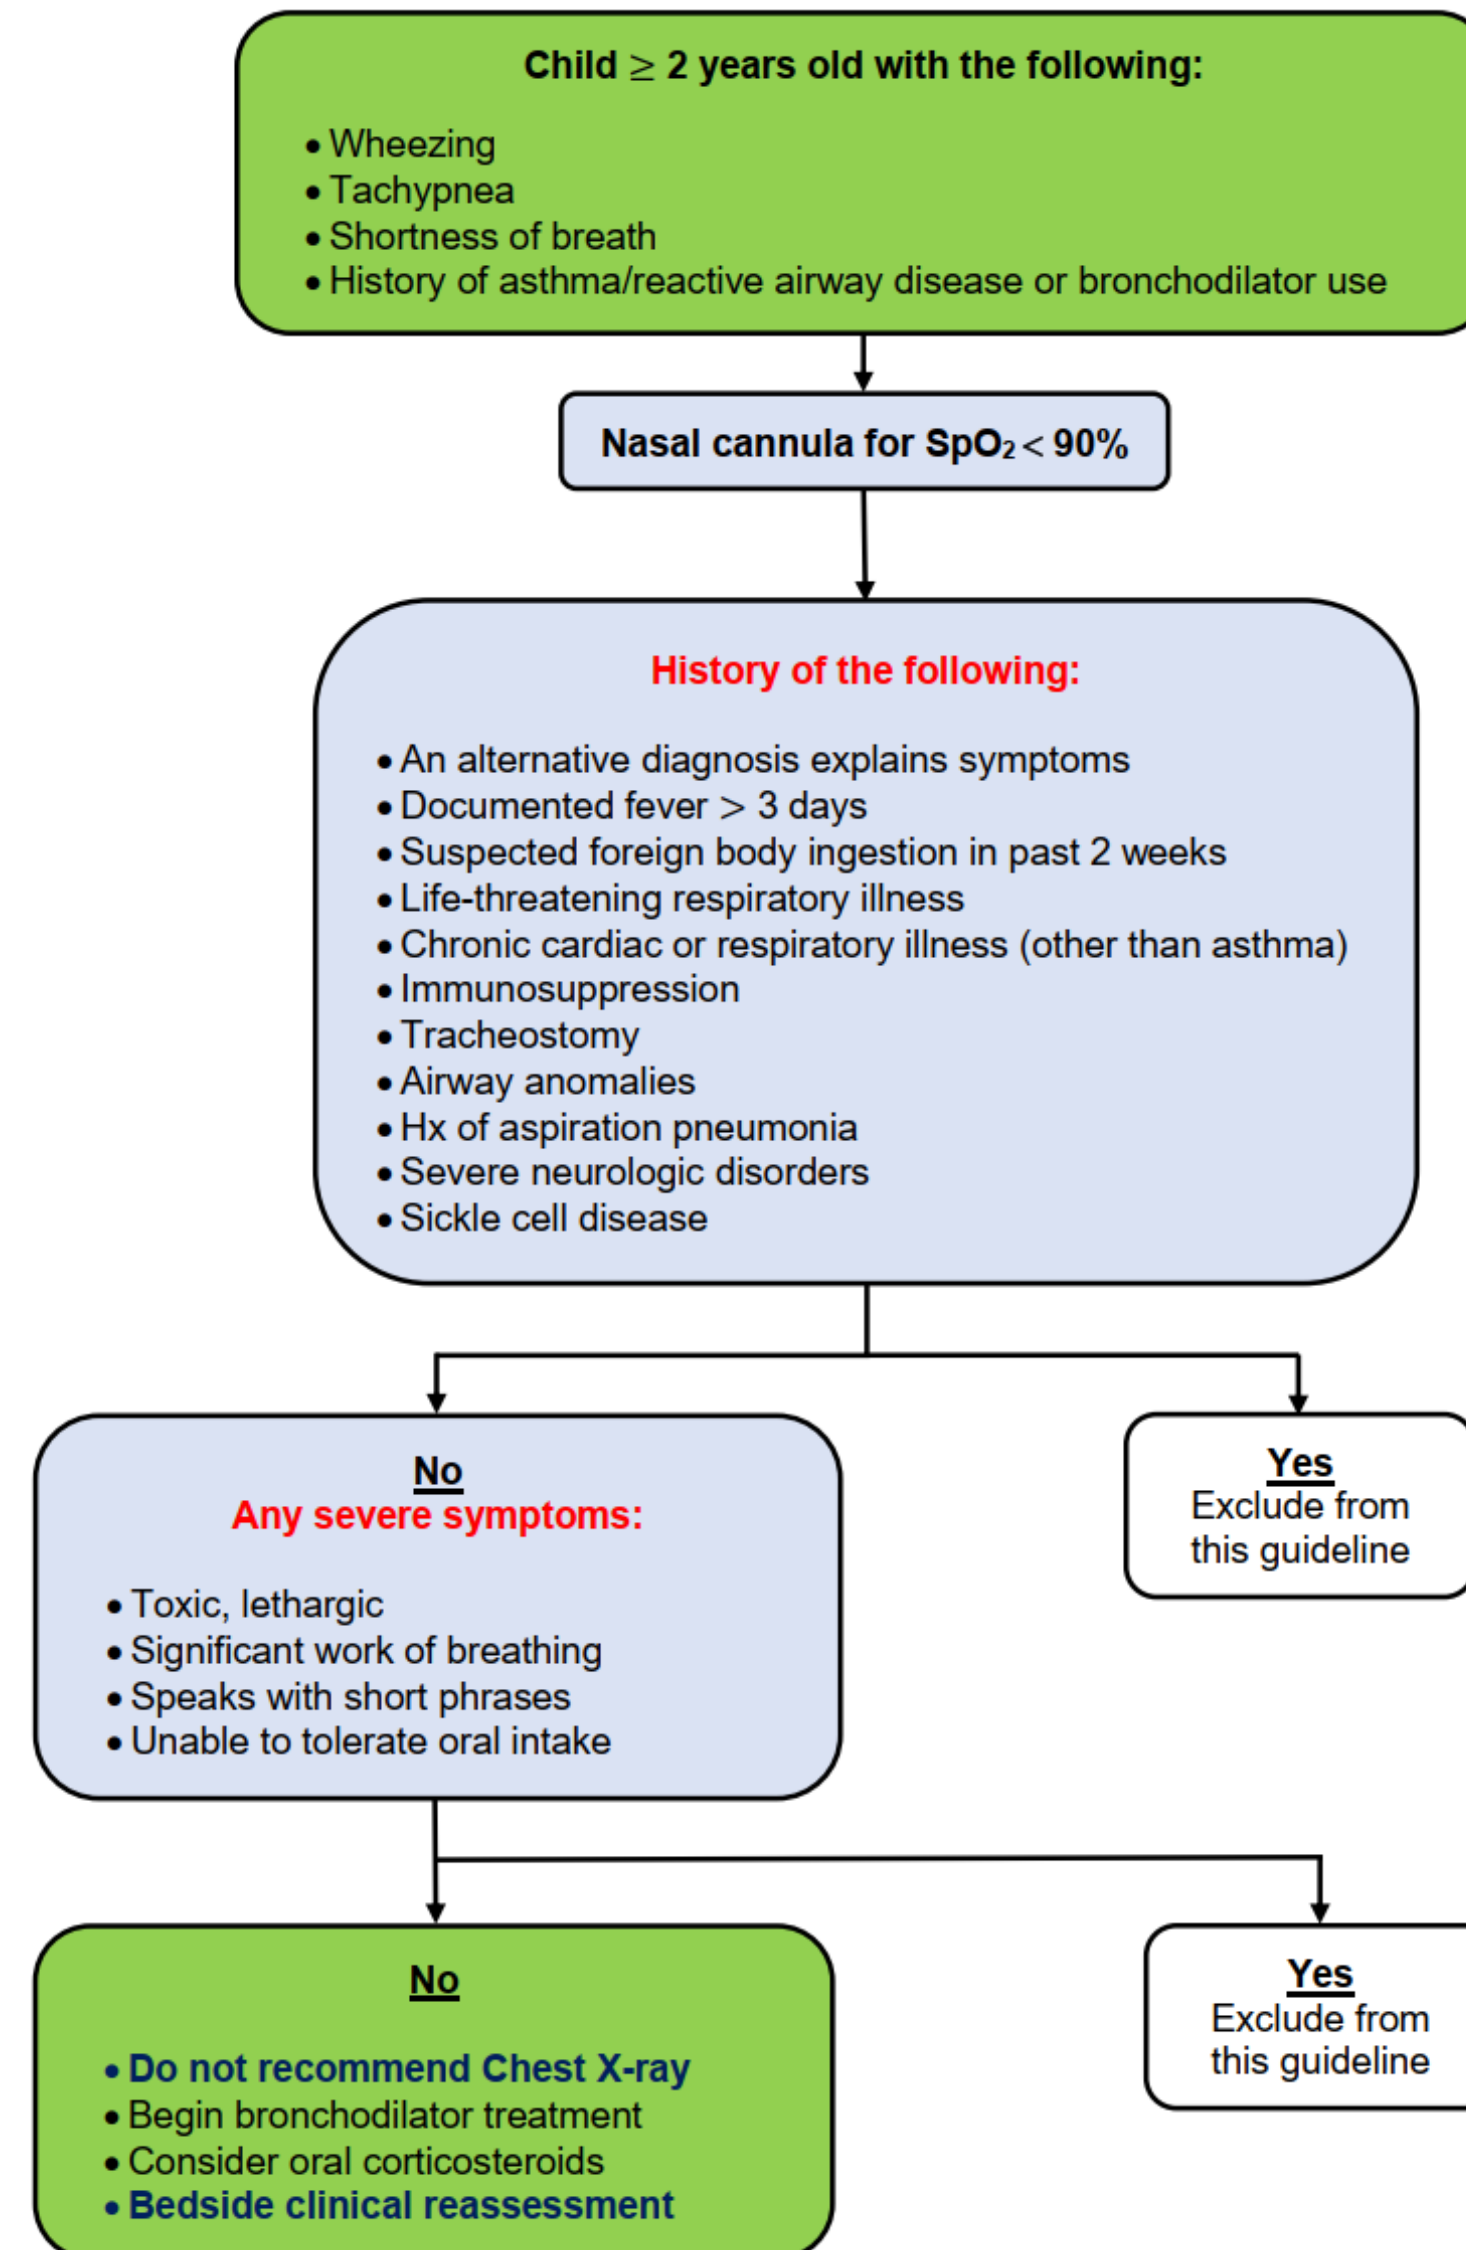 Child ≥ 2 years old with the following:
• Wheezing
• Tachypnea
• Shortness of breath
• History of asthma/reactive airway disease or bronchodilator use
Nasal cannula for SpO₂ < 90%
History of the following:
• An alternative diagnosis explains symptoms
• Documented fever > 3 days
• Suspected foreign body ingestion in past 2 weeks
• Life-threatening respiratory illness
• Chronic cardiac or respiratory illness (other than asthma)
• Immunosuppression
• Tracheostomy
• Airway anomalies
• Hx of aspiration pneumonia
• Severe neurologic disorders
• Sickle cell disease
No
Any severe symptoms:
• Toxic, lethargic
• Significant work of breathing
• Speaks with short phrases
• Unable to tolerate oral intake
Yes
Exclude from
this guideline
No
• Do not recommend Chest X-ray
• Begin bronchodilator treatment
• Consider oral corticosteroids
• Bedside clinical reassessment
Yes
Exclude from
this guideline